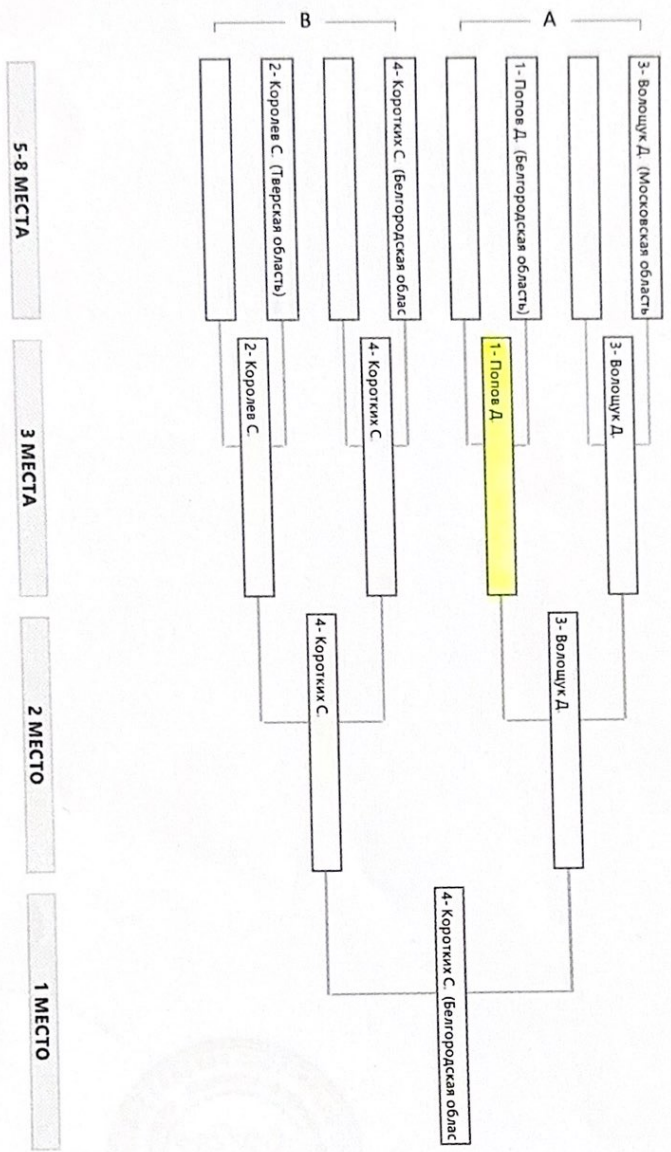 A
3- Волощук Д. (Московская область
1- Попов Д. (Белгородская область)
B
4- Коротких С. (Белгородская облас
2- Королев С. (Тверская область)
3- Волощук Д.
1- Попов Д.
4- Коротких С.
2- Королев С.
3- Волощук Д.
4- Коротких С.
4- Коротких С. (Белгородская облас
5-8 МЕСТА
3 МЕСТА
2 МЕСТО
1 МЕСТО